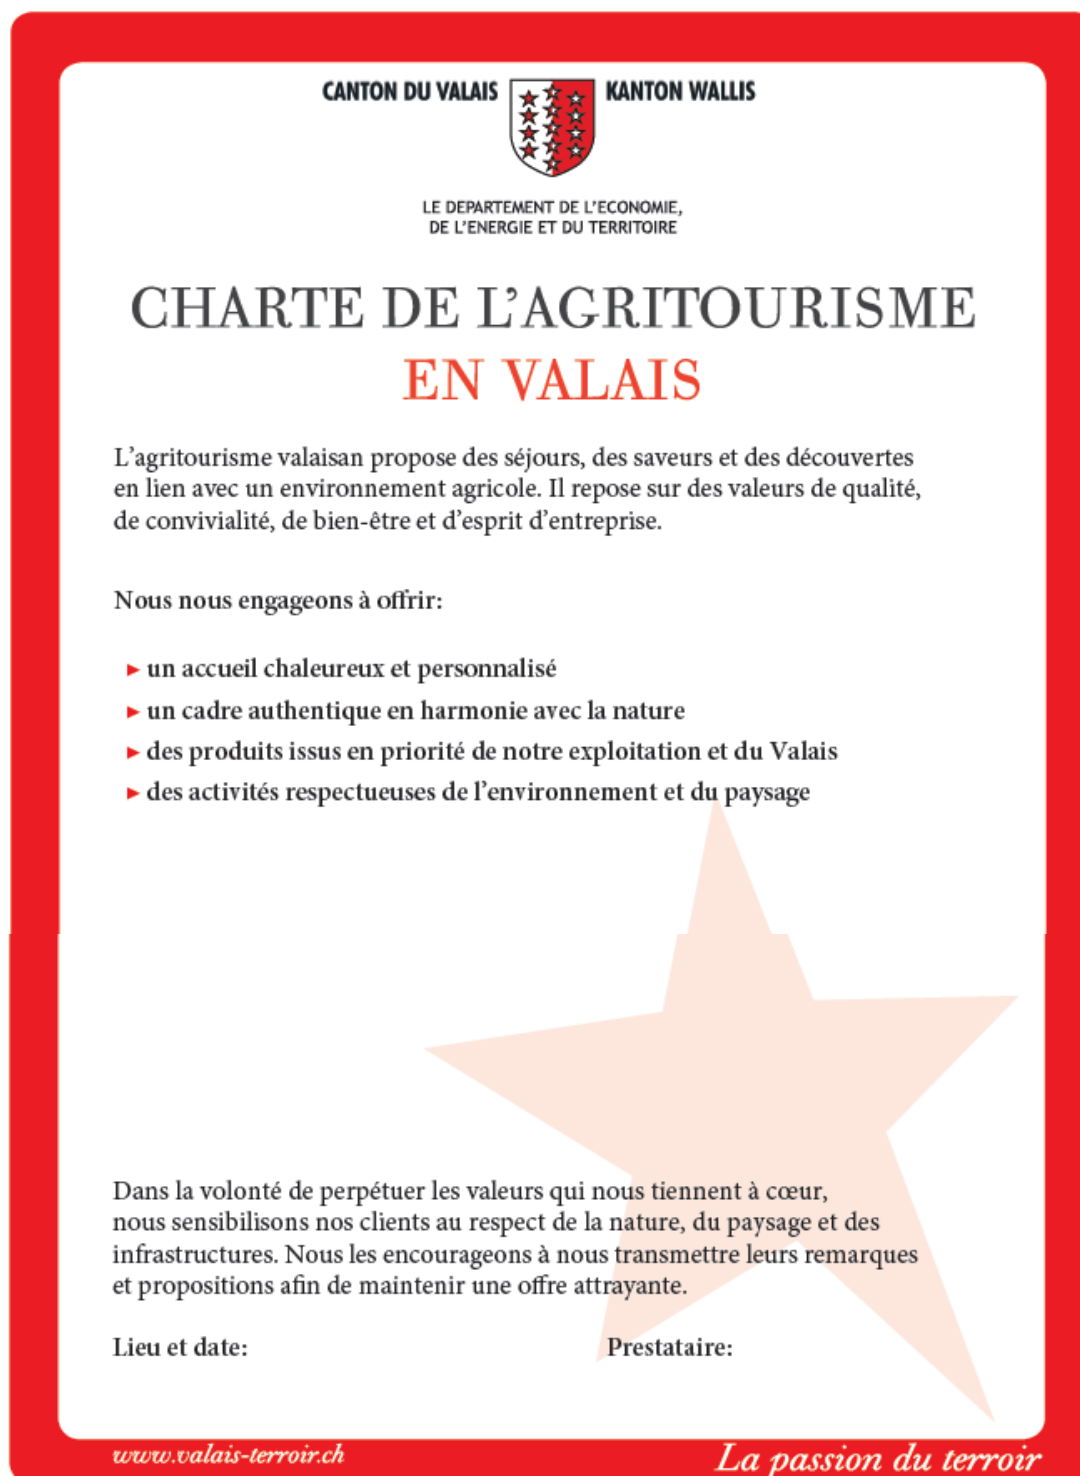 CANTON DU VALAIS KANTON WALLIS
LE DEPARTEMENT DE L'ECONOMIE,
DE L'ENERGIE ET DU TERRITOIRE
CHARTE DE L'AGRITOURISME
EN VALAIS
L'agritourisme valaisan propose des séjours, des saveurs et des découvertes
en lien avec un environnement agricole. Il repose sur des valeurs de qualité,
de convivialité, de bien-être et d'esprit d'entreprise.
Nous nous engageons à offrir:
► un accueil chaleureux et personnalisé
► un cadre authentique en harmonie avec la nature
► des produits issus en priorité de notre exploitation et du Valais
► des activités respectueuses de l'environnement et du paysage
Dans la volonté de perpétuer les valeurs qui nous tiennent à cœur,
nous sensibilisons nos clients au respect de la nature, du paysage et des
infrastructures. Nous les encourageons à nous transmettre leurs remarques
et propositions afin de maintenir une offre attrayante.
Lieu et date: Prestataire:
www.valais-terroir.ch La passion du terroir